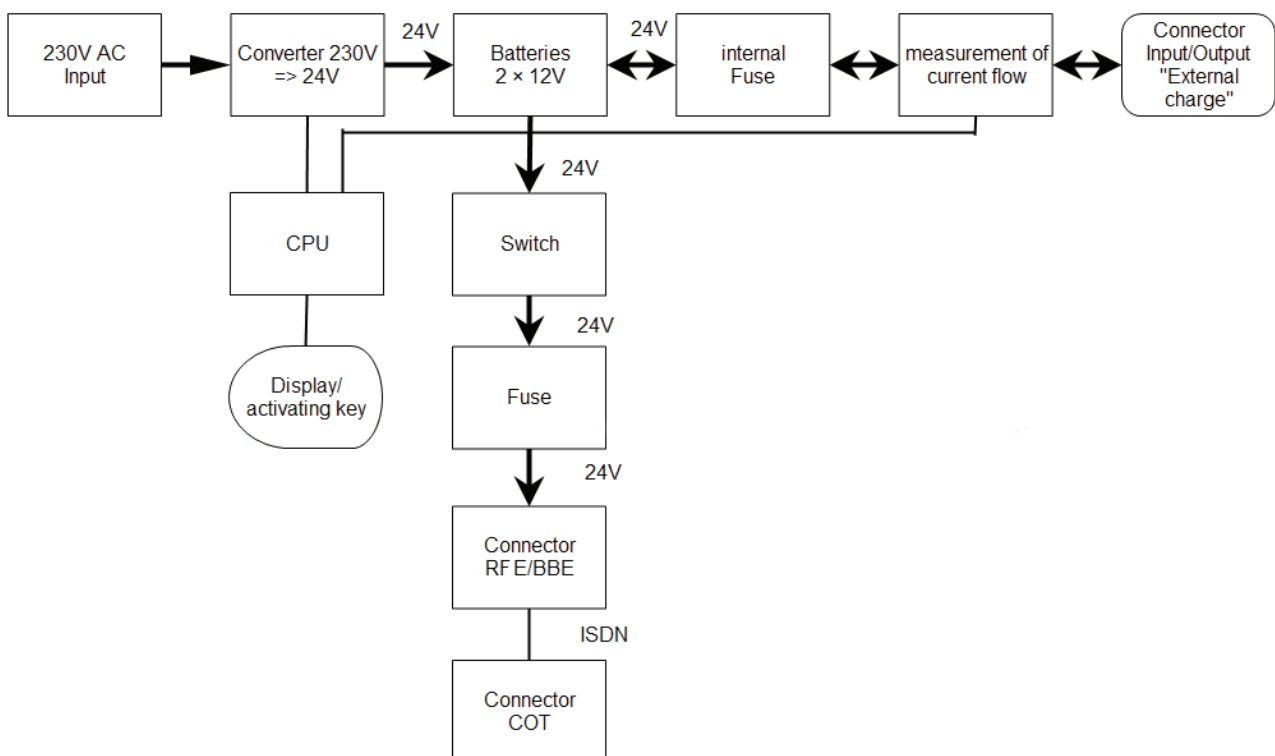 230V AC
Input
Converter 230V
=> 24V
24V
Batteries
2 × 12V
24V
internal
Fuse
measurement of
current flow
Connector
Input/Output
"External
charge"
24V
CPU
Switch
24V
Display/
activating key
Fuse
24V
Connector
RFE/BBE
ISDN
Connector
COT